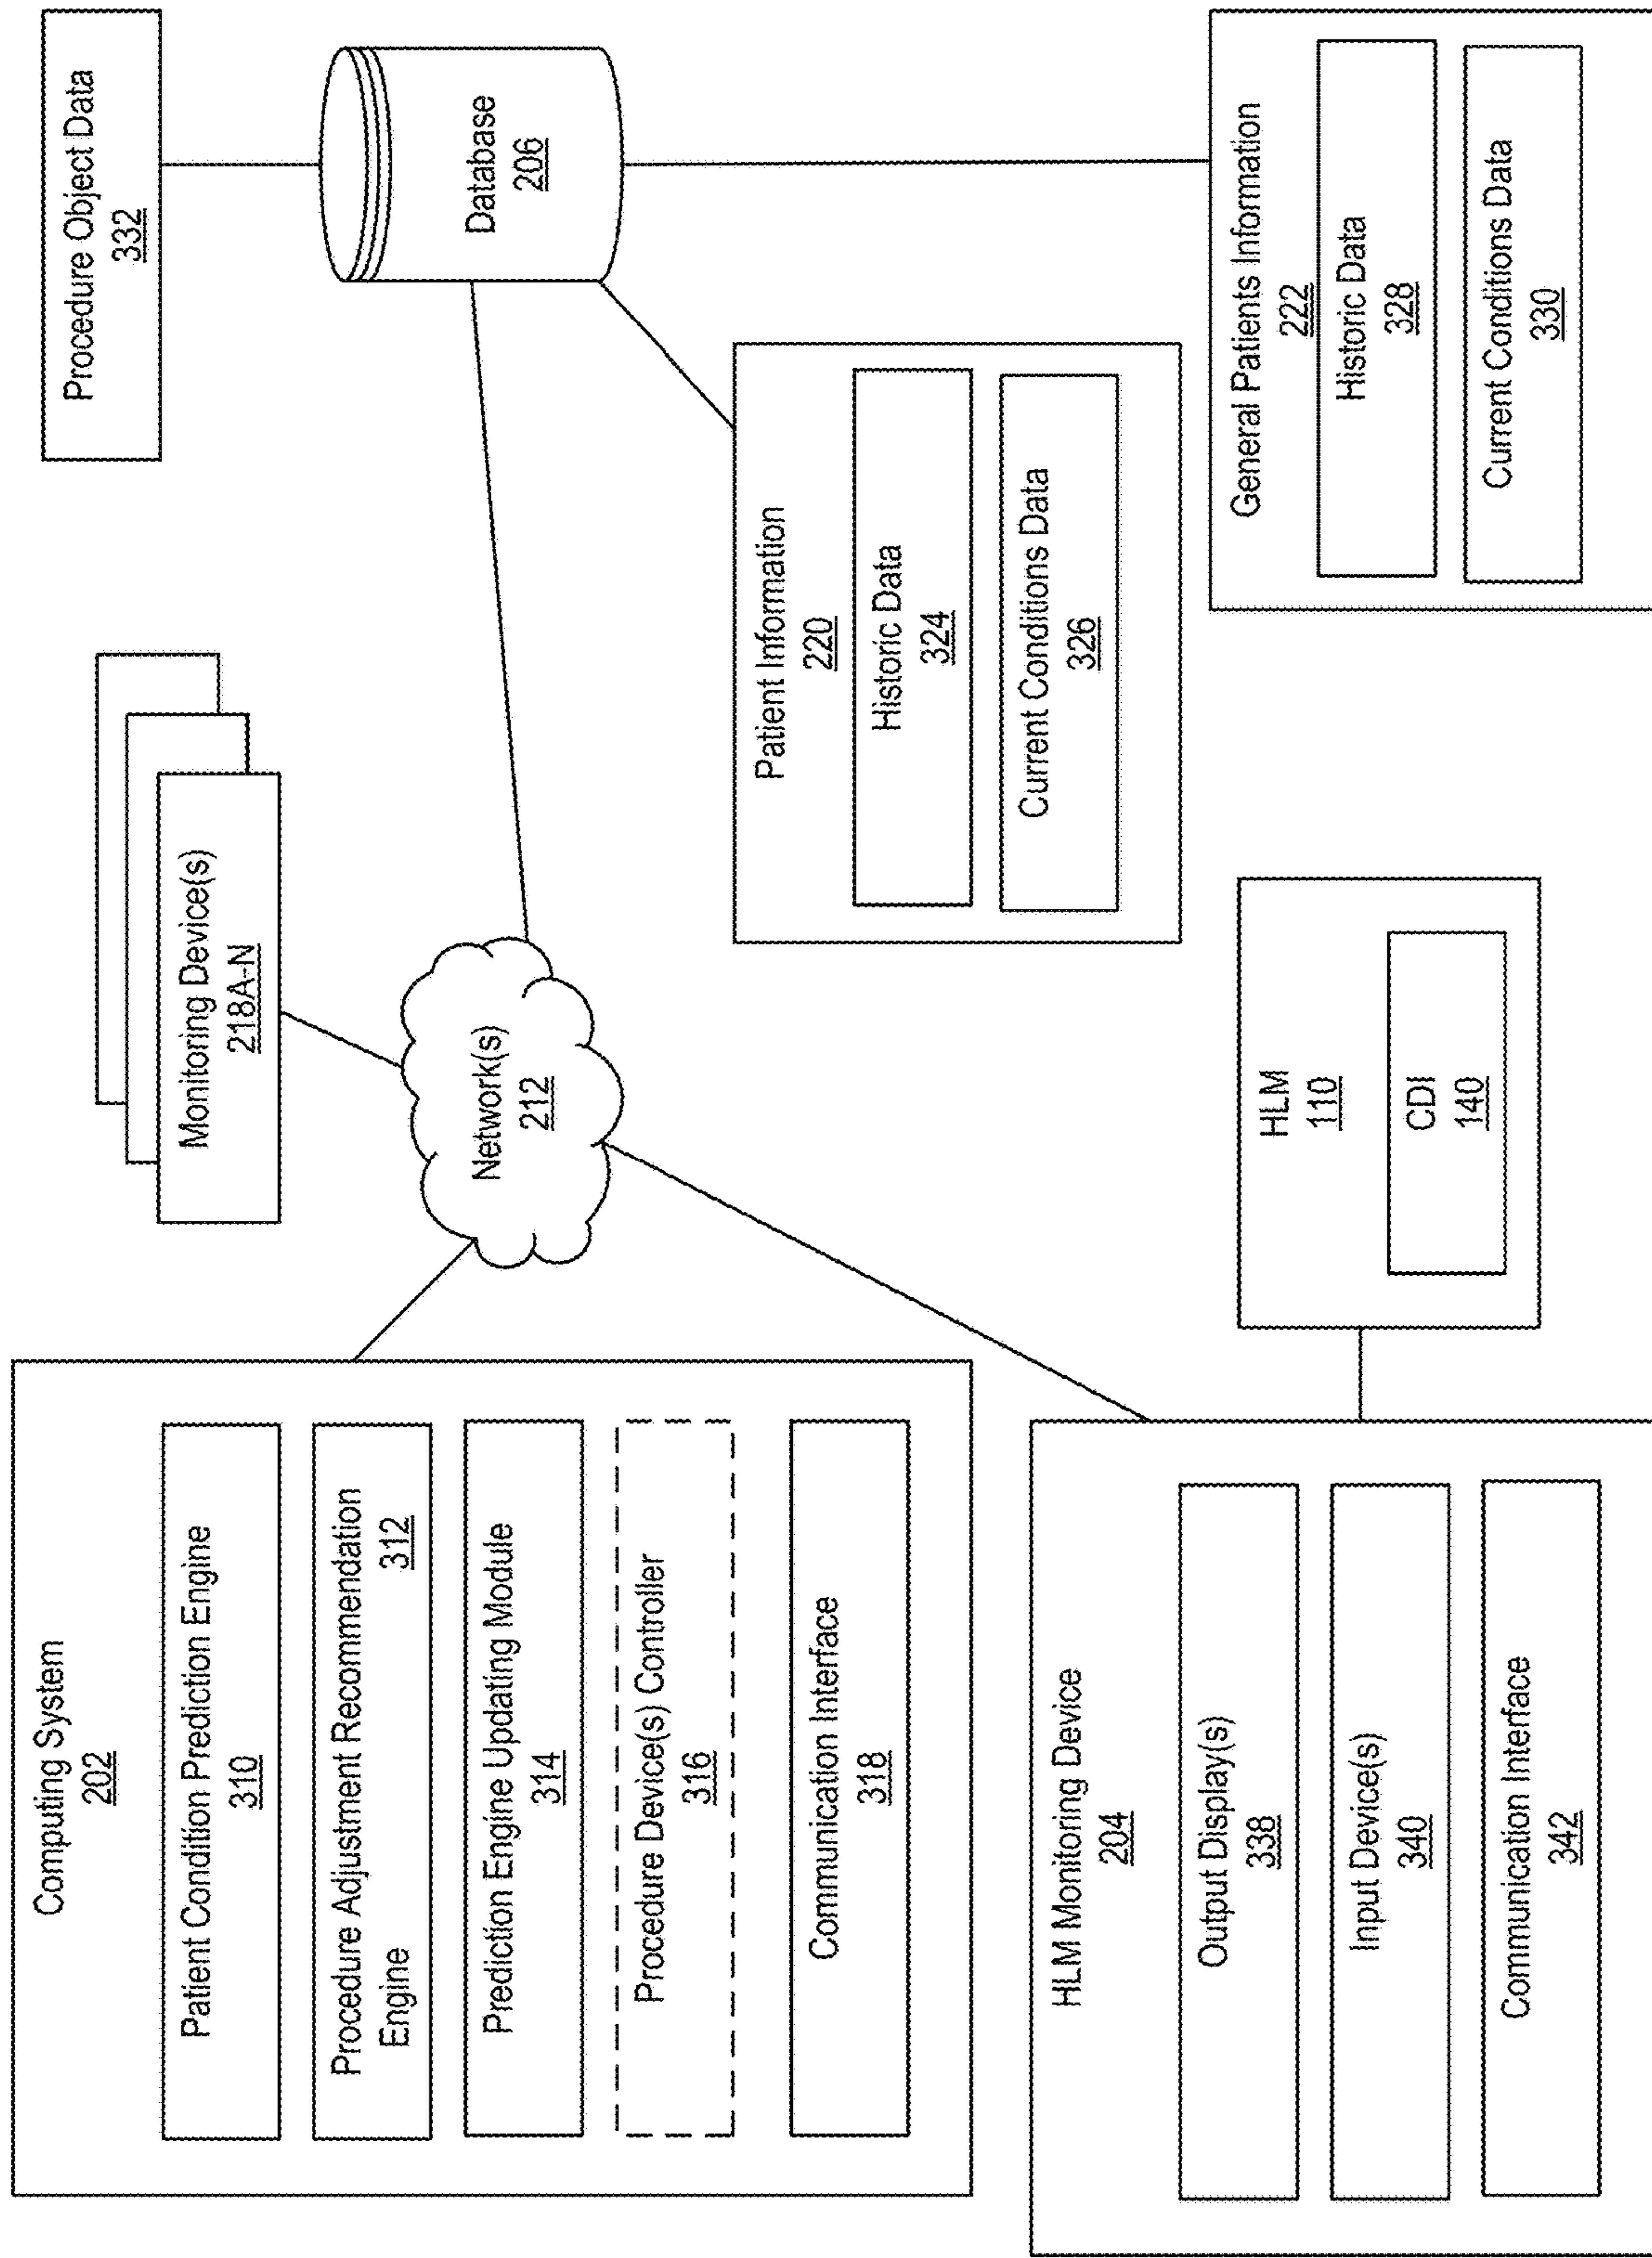 Computing System
202
Patient Condition Prediction Engine
310
Procedure Adjustment Recommendation
Engine
312
Prediction Engine Updating Module
314
Procedure Device(s) Controller
316
Communication Interface
318
Monitoring Device(s)
218A-N
Network(s)
212
Procedure Object Data
332
Database
206
Patient Information
220
Historic Data
324
Current Conditions Data
326
General Patients Information
222
Historic Data
328
Current Conditions Data
330
HLM Monitoring Device
204
Output Display(s)
338
Input Device(s)
340
Communication Interface
342
HLM
110
CDI
140